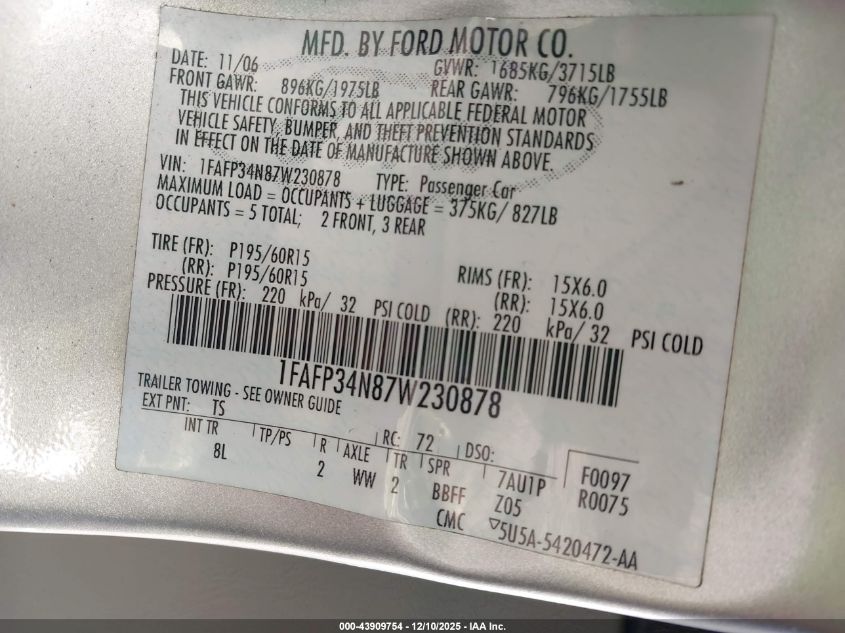 MFD. BY FORD MOTOR CO.
DATE: 11/06 GVWR: 1685KG/3715LB
FRONT GAWR: 896KG/1975LB REAR GAWR: 796KG/1755LB
THIS VEHICLE CONFORMS TO ALL APPLICABLE FEDERAL MOTOR
VEHICLE SAFETY, BUMPER, AND THEFT PREVENTION STANDARDS
IN EFFECT ON THE DATE OF MANUFACTURE SHOWN ABOVE.
VIN: 1FAFP34N87W230878 TYPE: Passenger Car
MAXIMUM LOAD = OCCUPANTS + LUGGAGE = 375KG/ 827LB
OCCUPANTS = 5 TOTAL; 2 FRONT, 3 REAR
TIRE (FR): P195/60R15 RIMS (FR): 15X6.0
(RR): P195/60R15 (RR): 15X6.0
PRESSURE (FR): 220 kPa/ 32 PSI COLD (RR): 220 kPa/ 32 PSI COLD
1FAFP34N87W230878
TRAILER TOWING - SEE OWNER GUIDE
EXT PNT: TS RC: 72 DSO:
INT TR TP/PS R AXLE TR SPR 7AU1P F0097
8L 2 WW 2 BBFF Z05 R0075
CMC 5U5A-5420472-AA
000-43909754 - 12/10/2025 - IAA Inc.